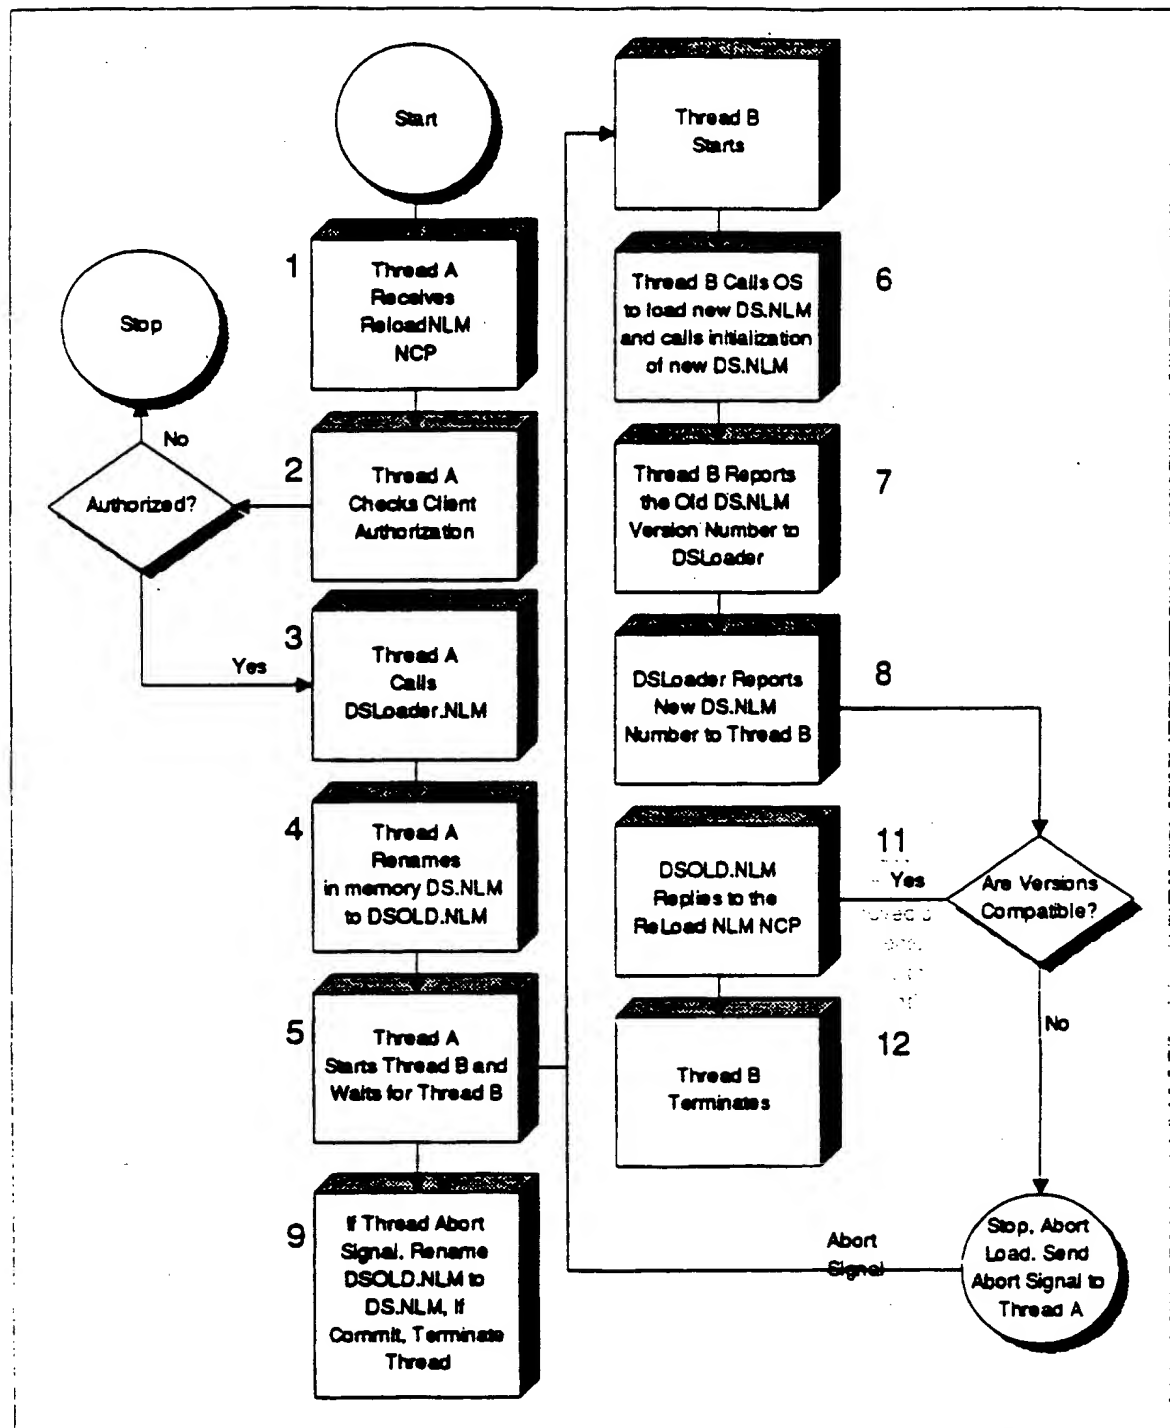 Start
1
Thread A
Receives
ReloadNLM
NCP
Stop
No
Authorized?
2
Thread A
Checks Client
Authorization
Yes
3
Thread A
Calls
DSLoader.NLM
4
Thread A
Renames
in memory DS.NLM
to DSOLD.NLM
5
Thread A
Starts Thread B and
Waits for Thread B
9
If Thread Abort
Signal, Rename
DSOLD.NLM to
DS.NLM, If
Commit, Terminate
Thread
Thread B
Starts
6
Thread B Calls OS
to load new DS.NLM
and calls initialization
of new DS.NLM
7
Thread B Reports
the Old DS.NLM
Version Number to
DSLoader
8
DSLoader Reports
New DS.NLM
Number to Thread B
Are Versions
Compatible?
11
Yes
DSOLD.NLM
Replies to the
ReLoad NLM NCP
12
Thread B
Terminates
No
Stop, Abort
Load. Send
Abort Signal to
Thread A
Abort
Signal